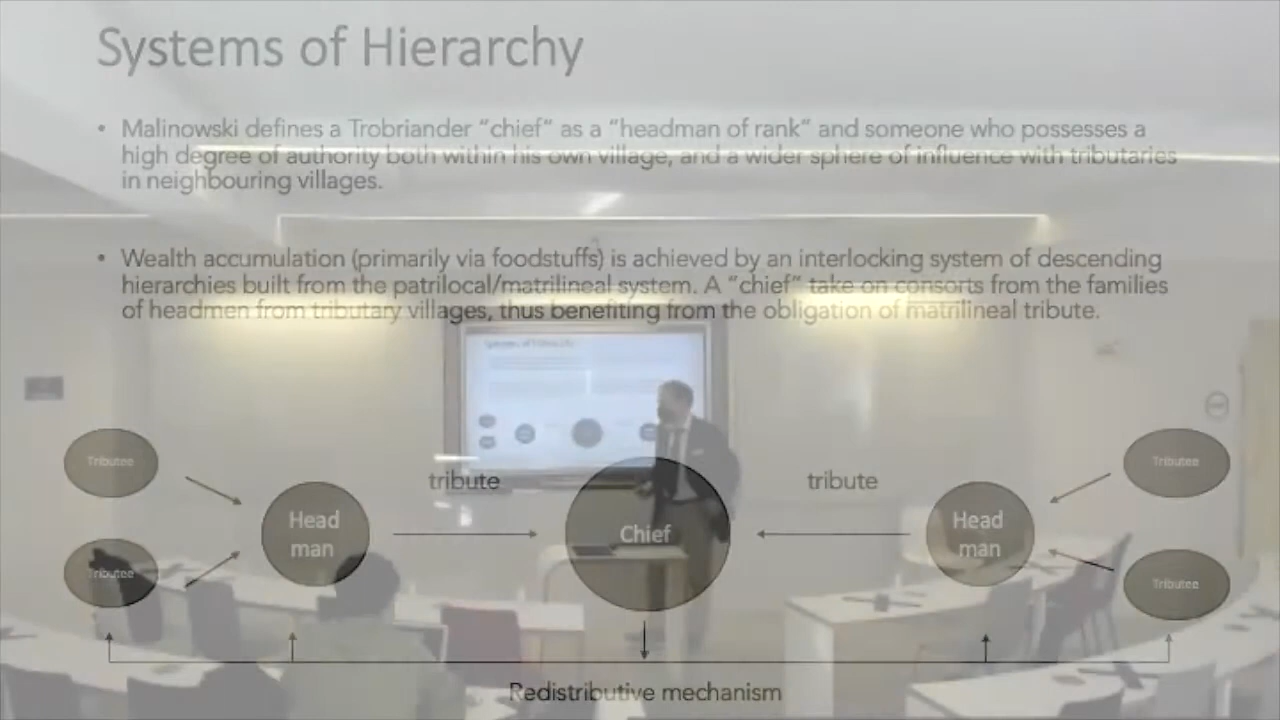 Systems of Hierarchy
• Malinowski defines a Trobriander “chief” as a “headman of rank” and someone who possesses a
high degree of authority both within his own village, and a wider sphere of influence with tributaries
in neighbouring villages.
• Wealth accumulation (primarily via foodstuffs) is achieved by an interlocking system of descending
hierarchies built from the patrilocal/matrilineal system. A “chief” take on consorts from the families
of headmen from tributary villages, thus benefiting from the obligation of matrilineal tribute.
Tributee
Tributee
Head
man
tribute
Chief
tribute
Head
man
Tributee
Tributee
Redistributive mechanism